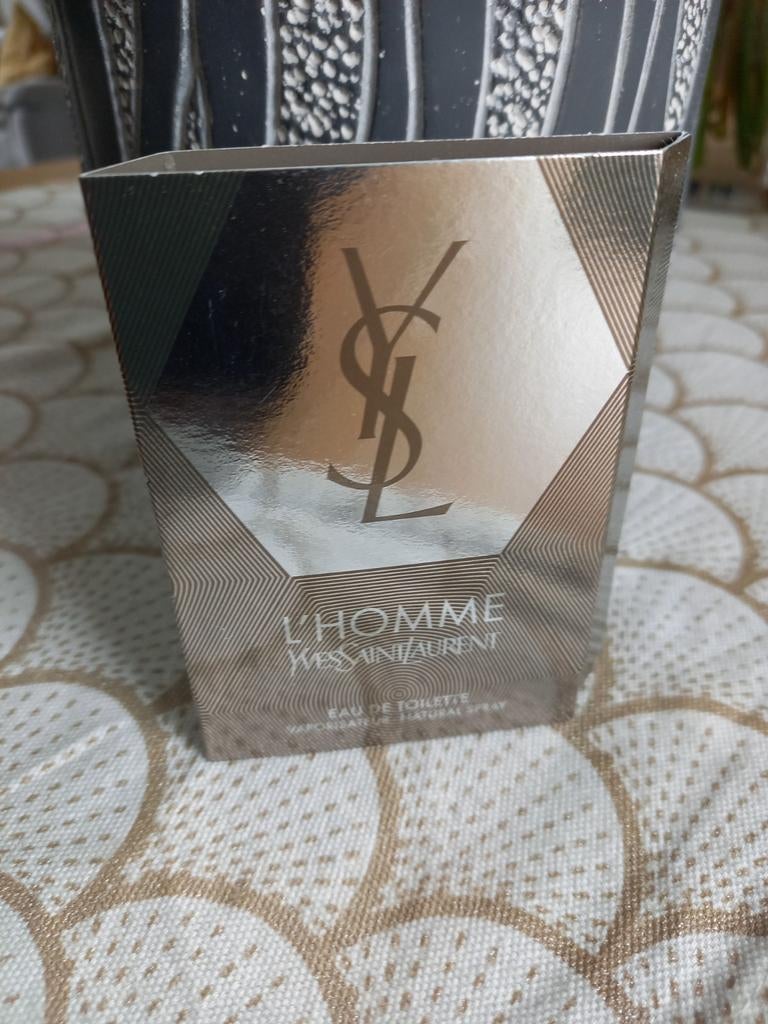 YSL
L'HOMME
YVESSAINTLAURENT
EAU DE TOILETTE
VAPORISATEUR NATURAL SPRAY